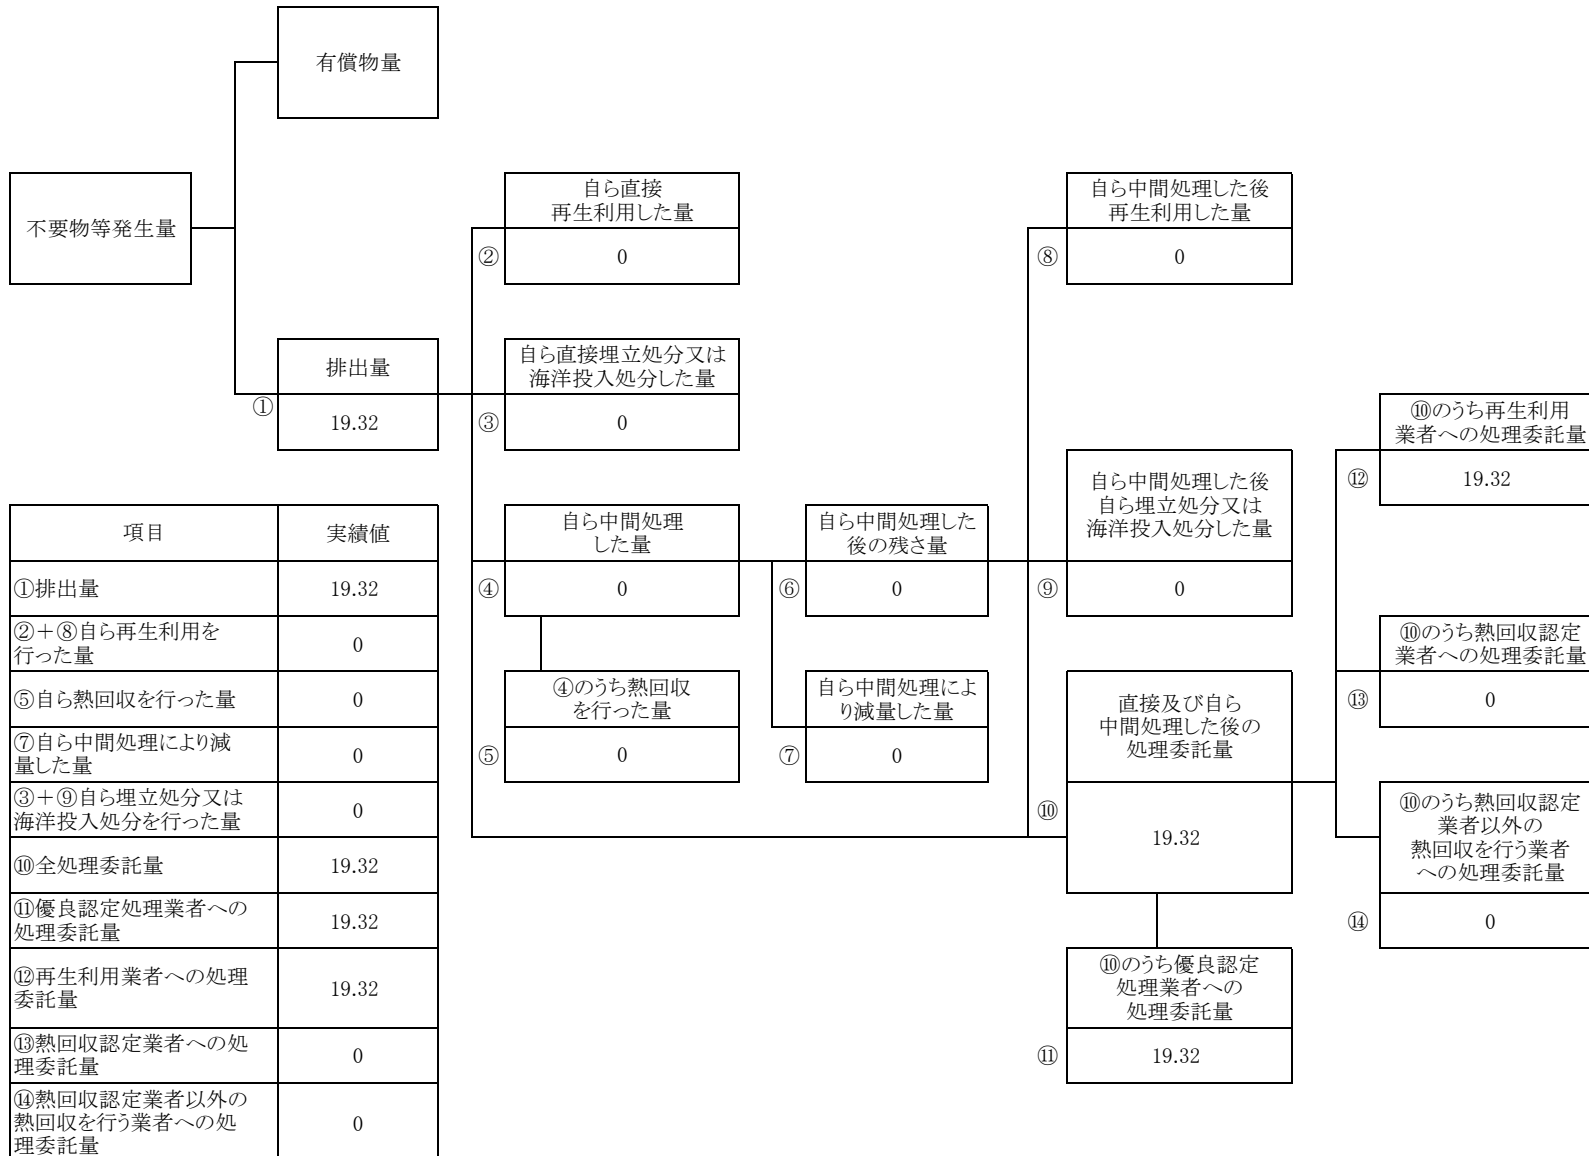 有償物量
不要物等発生量
自ら直接
再生利用した量
②
0
自ら中間処理した後
再生利用した量
⑧
0
排出量
①
19.32
自ら直接埋立処分又は
海洋投入処分した量
③
0
⑩のうち再生利用
業者への処理委託量
⑫
19.32
自ら中間処理
した量
④
0
自ら中間処理した
後の残さ量
⑥
0
自ら中間処理した後
自ら埋立処分又は
海洋投入処分した量
⑨
0
⑩のうち熱回収認定
業者への処理委託量
⑬
0
④のうち熱回収
を行った量
⑤
0
自ら中間処理によ
り減量した量
⑦
0
直接及び自ら
中間処理した後の
処理委託量
⑩
19.32
⑩のうち熱回収認定
業者以外の
熱回収を行う業者
への処理委託量
⑭
0
⑩のうち優良認定
処理業者への
処理委託量
⑪
19.32
項目 実績値
①排出量 19.32
②+⑧自ら再生利用を
行った量 0
⑤自ら熱回収を行った量 0
⑦自ら中間処理により減
量した量 0
③+⑨自ら埋立処分又は
海洋投入処分を行った量 0
⑩全処理委託量 19.32
⑪優良認定処理業者への
処理委託量 19.32
⑫再生利用業者への処理
委託量 19.32
⑬熱回収認定業者への処
理委託量 0
⑭熱回収認定業者以外の
熱回収を行う業者への処
理委託量 0